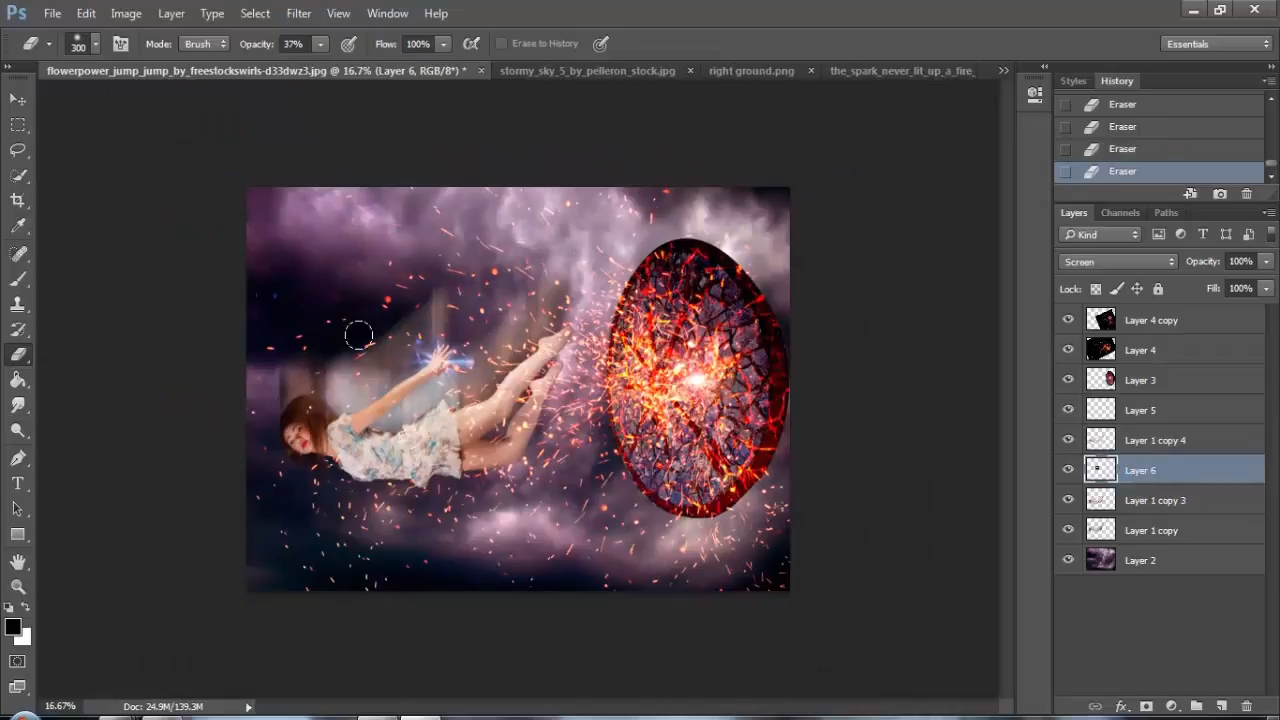 Ps File Edit Image Layer Type Select Filter View Window Help
300 Mode: Brush Opacity: 37% Flow: 100% Erase to History Essentials
flowerpower_jump_jump_by_freestockswirls-d33dwz3.jpg @ 16.7% (Layer 6, RGB/8*) * stormy_sky_5_by_pelleron_stock.jpg right ground.png the_spark_never_lit_up_a_fire_
Styles History
Eraser
Eraser
Eraser
Eraser
Layers Channels Paths
Kind
Screen Opacity: 100%
Lock: Fill: 100%
Layer 4 copy
Layer 4
Layer 3
Layer 5
Layer 1 copy 4
Layer 6
Layer 1 copy 3
Layer 1 copy
Layer 2
16.67% Doc: 24.9M/139.3M